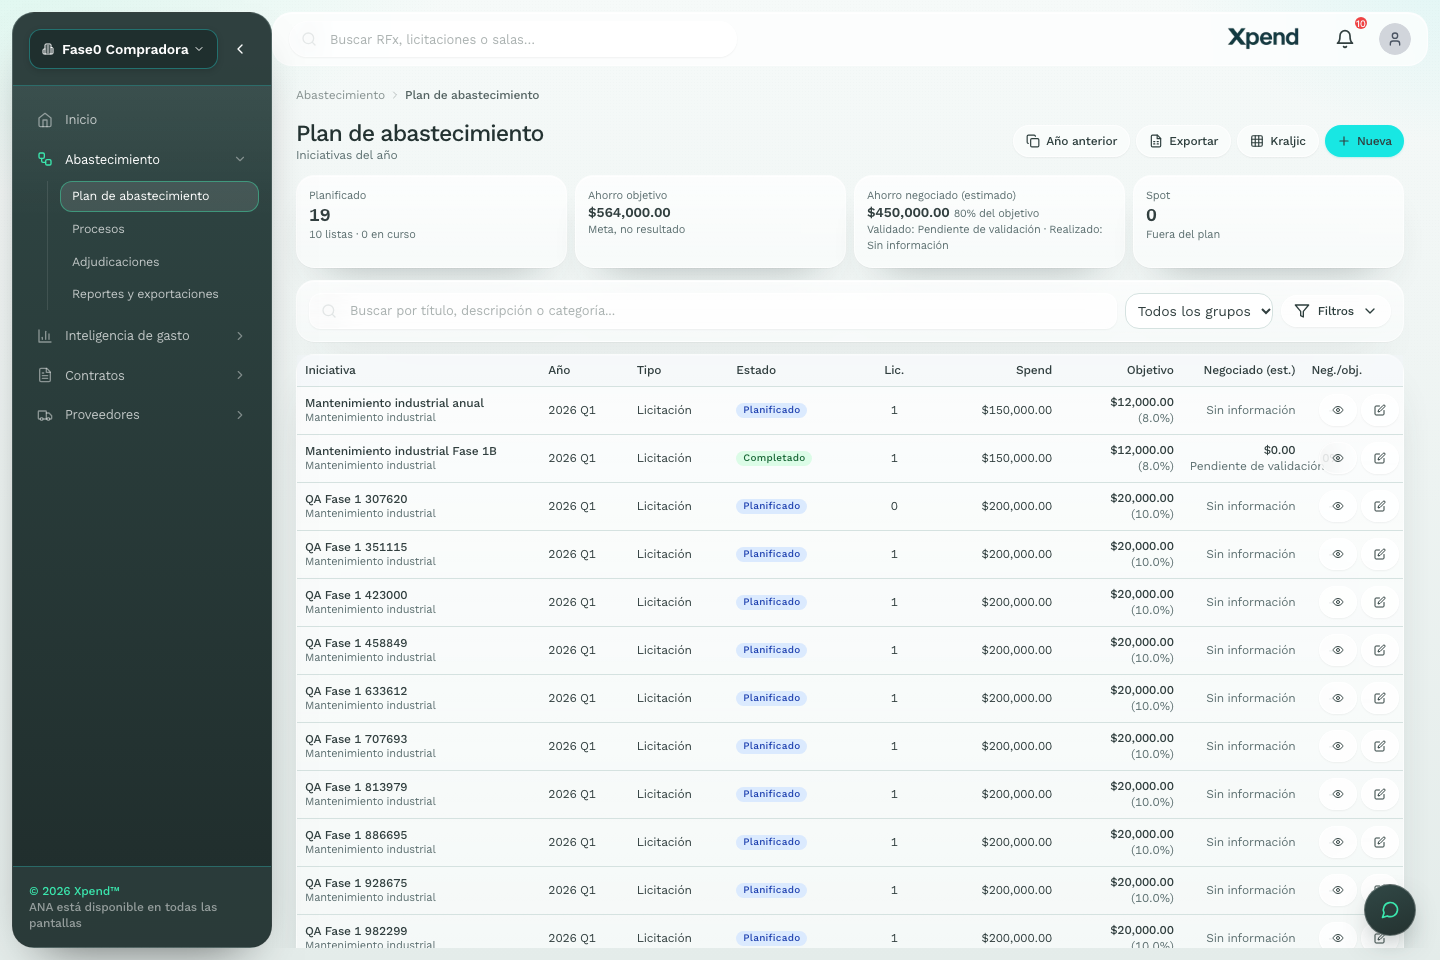 Fase0 Compradora
Buscar RFx, licitaciones o salas...
Xpend
10
Inicio
Abastecimiento
Plan de abastecimiento
Procesos
Adjudicaciones
Reportes y exportaciones
Inteligencia de gasto
Contratos
Proveedores
© 2026 Xpend™
ANA está disponible en todas las
pantallas
Abastecimiento > Plan de abastecimiento
Plan de abastecimiento
Iniciativas del año
Año anterior
Exportar
Kraljic
Nueva
Planificado
19
10 listas · 0 en curso
Ahorro objetivo
$564,000.00
Meta, no resultado
Ahorro negociado (estimado)
$450,000.00 80% del objetivo
Validado: Pendiente de validación · Realizado:
Sin información
Spot
0
Fuera del plan
Buscar por título, descripción o categoría...
Todos los grupos
Filtros
Iniciativa Año Tipo Estado Lic. Spend Objetivo Negociado (est.) Neg./obj.
Mantenimiento industrial anual
Mantenimiento industrial
2026 Q1 Licitación Planificado 1 $150,000.00 $12,000.00
(8.0%)
Sin información
Mantenimiento industrial Fase 1B
Mantenimiento industrial
2026 Q1 Licitación Completado 1 $150,000.00 $12,000.00
(8.0%)
$0.00
Pendiente de validación
QA Fase 1 307620
Mantenimiento industrial
2026 Q1 Licitación Planificado 0 $200,000.00 $20,000.00
(10.0%)
Sin información
QA Fase 1 351115
Mantenimiento industrial
2026 Q1 Licitación Planificado 1 $200,000.00 $20,000.00
(10.0%)
Sin información
QA Fase 1 423000
Mantenimiento industrial
2026 Q1 Licitación Planificado 1 $200,000.00 $20,000.00
(10.0%)
Sin información
QA Fase 1 458849
Mantenimiento industrial
2026 Q1 Licitación Planificado 1 $200,000.00 $20,000.00
(10.0%)
Sin información
QA Fase 1 633612
Mantenimiento industrial
2026 Q1 Licitación Planificado 1 $200,000.00 $20,000.00
(10.0%)
Sin información
QA Fase 1 707693
Mantenimiento industrial
2026 Q1 Licitación Planificado 1 $200,000.00 $20,000.00
(10.0%)
Sin información
QA Fase 1 813979
Mantenimiento industrial
2026 Q1 Licitación Planificado 1 $200,000.00 $20,000.00
(10.0%)
Sin información
QA Fase 1 886695
Mantenimiento industrial
2026 Q1 Licitación Planificado 1 $200,000.00 $20,000.00
(10.0%)
Sin información
QA Fase 1 928675
Mantenimiento industrial
2026 Q1 Licitación Planificado 1 $200,000.00 $20,000.00
(10.0%)
Sin información
QA Fase 1 982299
Mantenimiento industrial
2026 Q1 Licitación Planificado 1 $200,000.00 $20,000.00
(10.0%)
Sin información